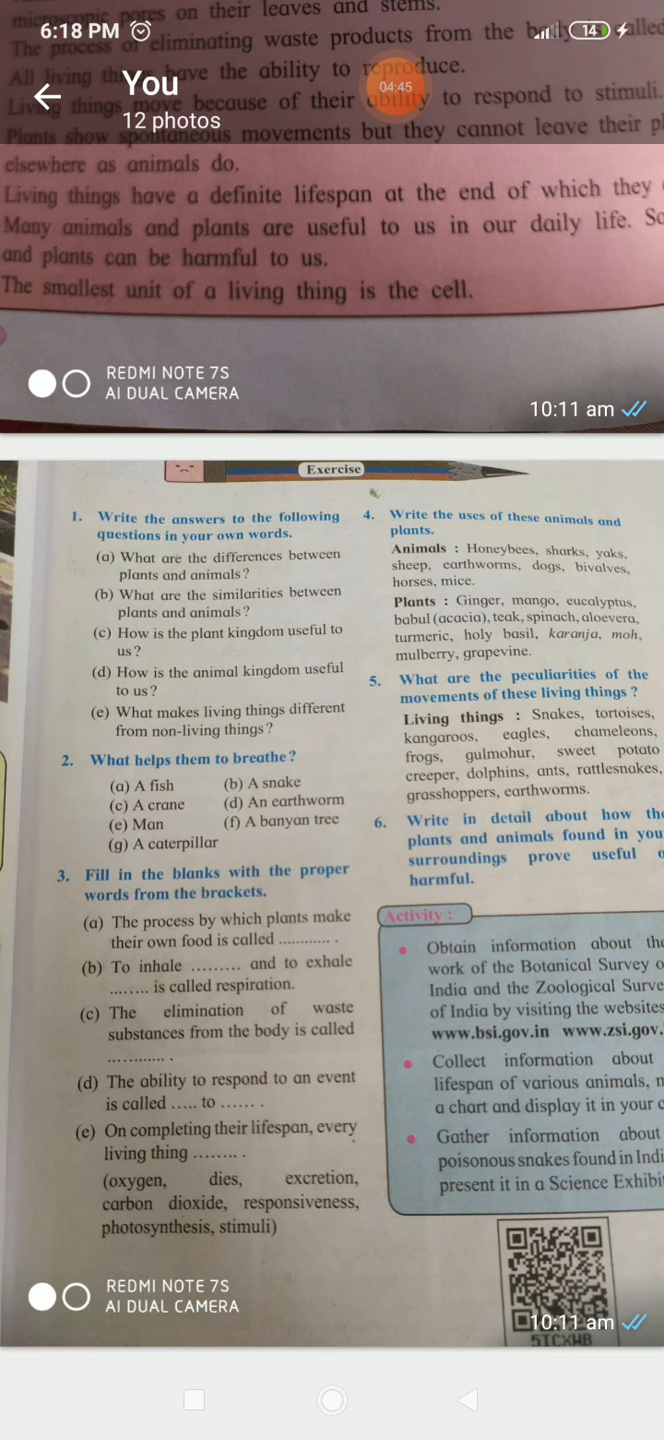 microscopic pores on their leaves and stems.
6:18 PM
14
The process of eliminating waste products from the body is called
All living things have the ability to reproduce.
You
04:45
Living things move because of their ability to respond to stimuli.
12 photos
Plants show spontaneous movements but they cannot leave their
elsewhere as animals do.
Living things have a definite lifespan at the end of which they
Many animals and plants are useful to us in our daily life. So
and plants can be harmful to us.
The smallest unit of a living thing is the cell.
REDMI NOTE 7S
AI DUAL CAMERA
10:11 am
Exercise
1. Write the answers to the following
questions in your own words.
(a) What are the differences between
plants and animals?
(b) What are the similarities between
plants and animals?
(c) How is the plant kingdom useful to
us?
(d) How is the animal kingdom useful
to us?
(e) What makes living things different
from non-living things?
2. What helps them to breathe?
(a) A fish (b) A snake
(c) A crane (d) An earthworm
(e) Man (f) A banyan tree
(g) A caterpillar
3. Fill in the blanks with the proper
words from the brackets.
(a) The process by which plants make
their own food is called ............ .
(b) To inhale ......... and to exhale
........ is called respiration.
(c) The elimination of waste
substances from the body is called
............. .
(d) The ability to respond to an event
is called ..... to ....... .
(e) On completing their lifespan, every
living thing ......... .
(oxygen, dies, excretion,
carbon dioxide, responsiveness,
photosynthesis, stimuli)
4. Write the uses of these animals and
plants.
Animals : Honeybees, sharks, yaks,
sheep, earthworms, dogs, bivalves,
horses, mice.
Plants : Ginger, mango, eucalyptus,
babul (acacia), teak, spinach, aloevera,
turmeric, holy basil, karanja, moh,
mulberry, grapevine.
5. What are the peculiarities of the
movements of these living things ?
Living things : Snakes, tortoises,
kangaroos, eagles, chameleons,
frogs, gulmohur, sweet potato
creeper, dolphins, ants, rattlesnakes,
grasshoppers, earthworms.
6. Write in detail about how the
plants and animals found in you
surroundings prove useful o
harmful.
Activity :
Obtain information about the
work of the Botanical Survey o
India and the Zoological Surve
of India by visiting the websites
www.bsi.gov.in www.zsi.gov.
Collect information about
lifespan of various animals, m
a chart and display it in your c
Gather information about
poisonous snakes found in Indi
present it in a Science Exhibi
REDMI NOTE 7S
AI DUAL CAMERA
10:11 am
5TCXWB